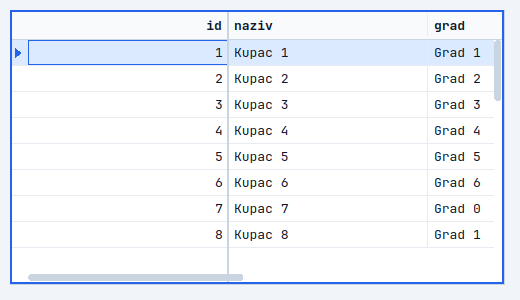 id naziv grad
1 Kupac 1 Grad 1
2 Kupac 2 Grad 2
3 Kupac 3 Grad 3
4 Kupac 4 Grad 4
5 Kupac 5 Grad 5
6 Kupac 6 Grad 6
7 Kupac 7 Grad 0
8 Kupac 8 Grad 1